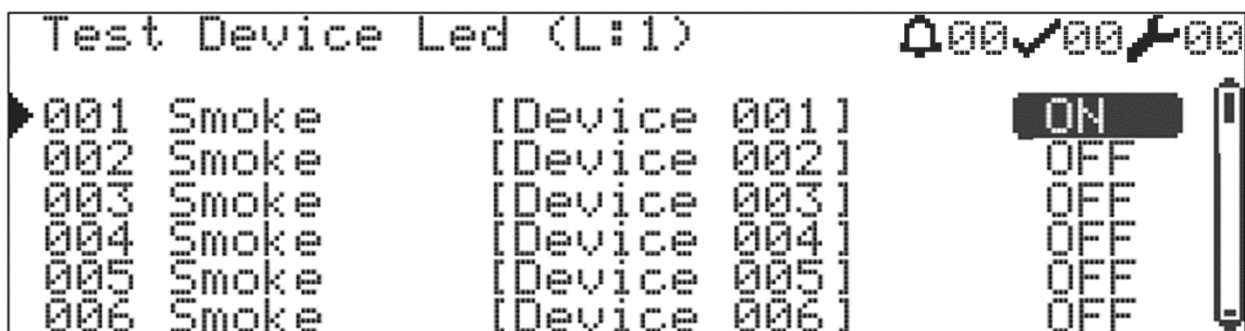 Test Device Led (L:1) 00 00 00
001 Smoke [Device 001] ON
002 Smoke [Device 002] OFF
003 Smoke [Device 003] OFF
004 Smoke [Device 004] OFF
005 Smoke [Device 005] OFF
006 Smoke [Device 006] OFF